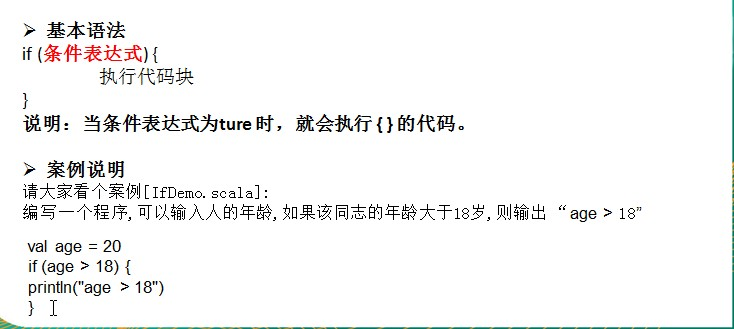 ➤ 基本语法
if (条件表达式) {
执行代码块
}
说明：当条件表达式为ture 时，就会执行 { } 的代码。
➤ 案例说明
请大家看个案例[IfDemo.scala]:
编写一个程序,可以输入人的年龄,如果该同志的年龄大于18岁,则输出 “age > 18”
val age = 20
if (age > 18) {
println("age > 18")
}